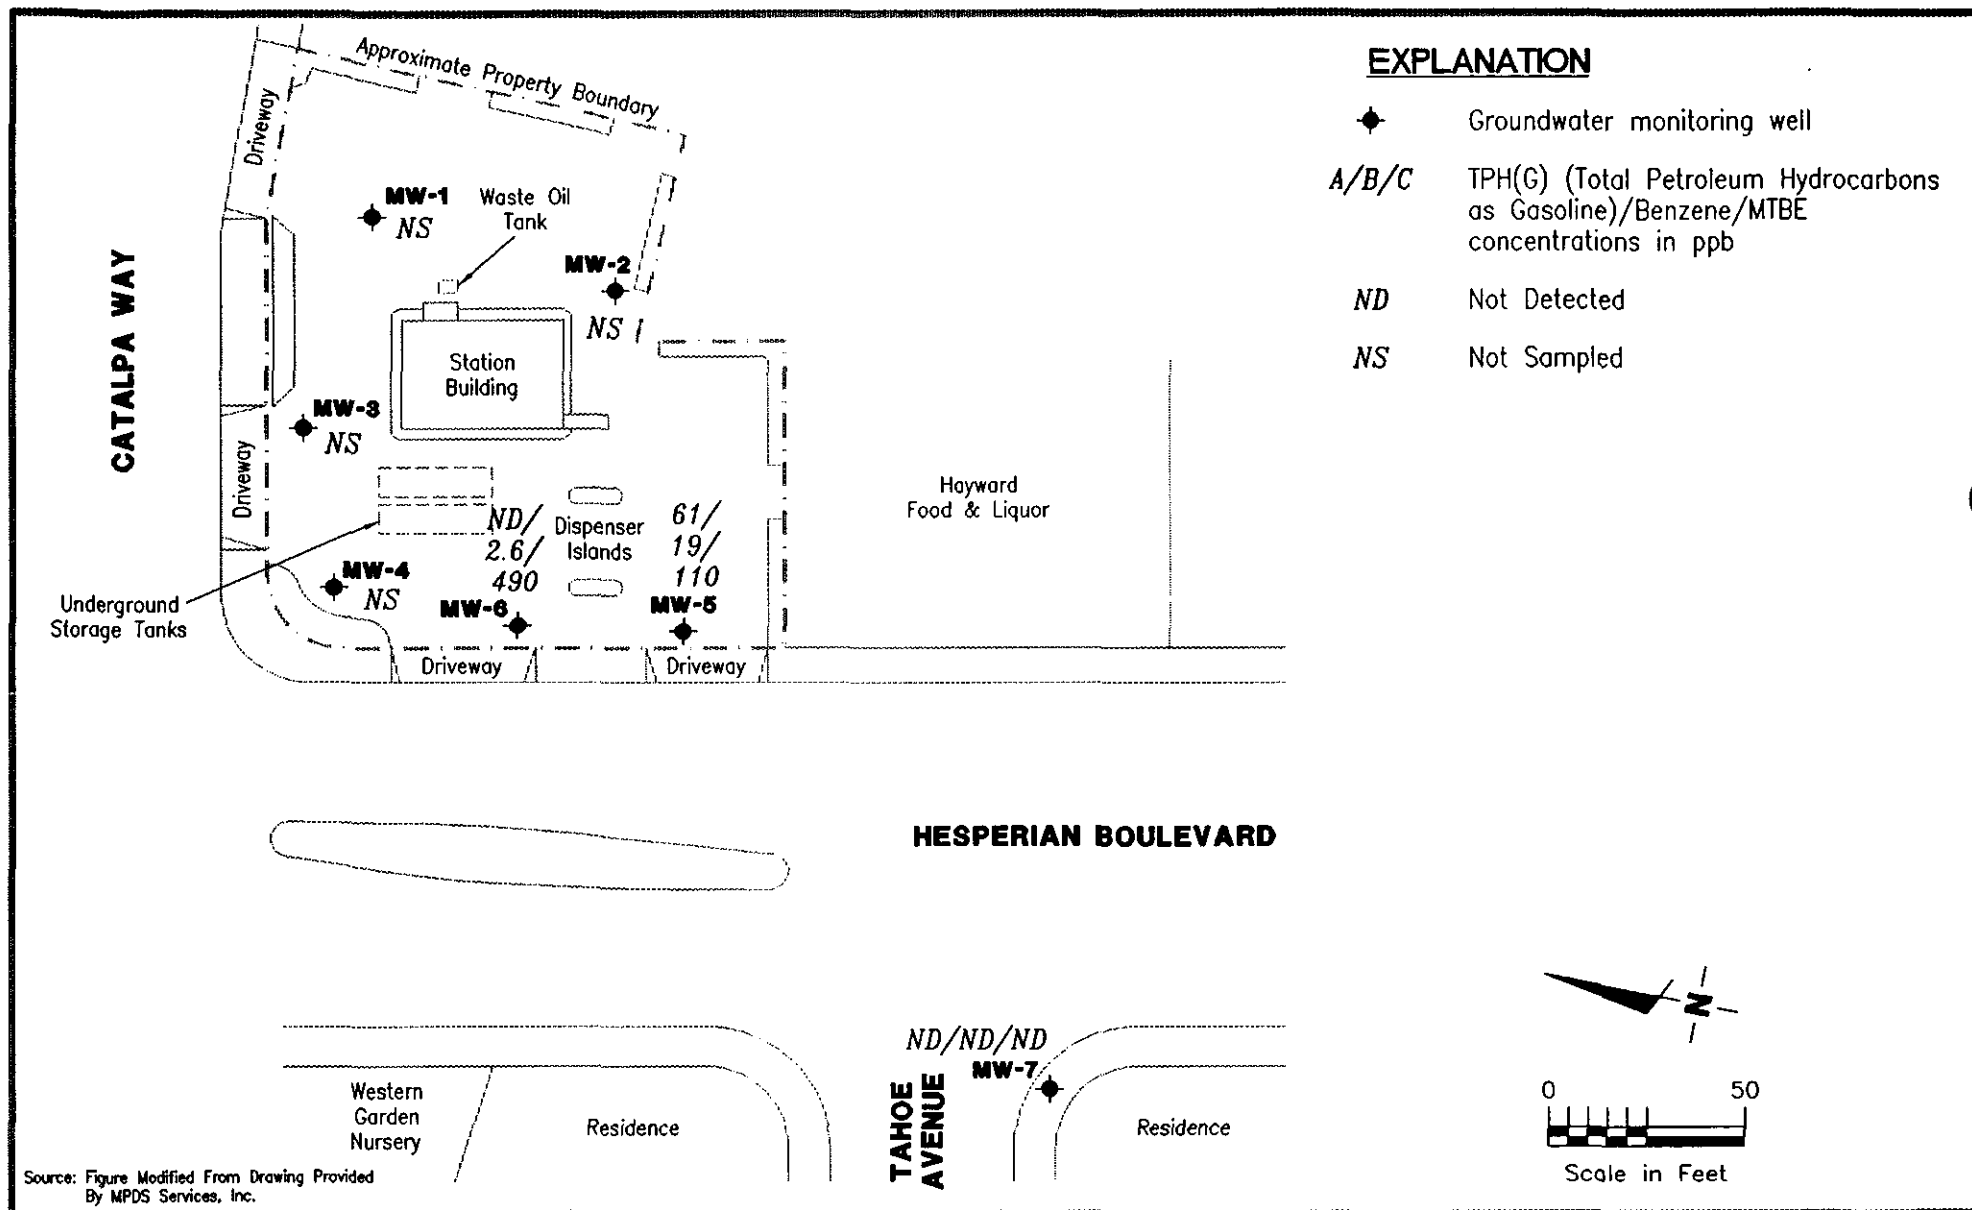 Approximate Property Boundary
Driveway
MW-1
NS
Waste Oil
Tank
MW-2
NS
CATALPA WAY
Station
Building
MW-3
NS
Driveway
ND/
2.6/
490
Dispenser
Islands
61/
19/
110
MW-4
NS
MW-6
MW-5
Underground
Storage Tanks
Driveway
Driveway
Hayward
Food & Liquor
EXPLANATION
Groundwater monitoring well
A/B/C TPH(G) (Total Petroleum Hydrocarbons
as Gasoline)/Benzene/MTBE
concentrations in ppb
ND Not Detected
NS Not Sampled
HESPERIAN BOULEVARD
ND/ND/ND
MW-7
TAHOE
AVENUE
Western
Garden
Nursery
Residence
Residence
N
0 50
Scale in Feet
Source: Figure Modified From Drawing Provided
By MPDS Services, Inc.